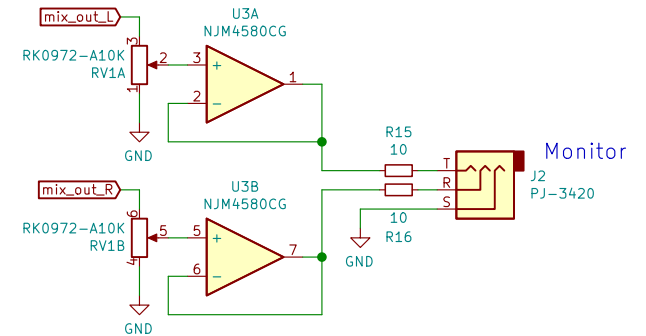 mix_out_L
U3A
NJM4580CG
RK0972-A10K
RV1A
3
2
1
3
+
2
−
1
GND
R15
10
Monitor
T
R
S
J2
PJ-3420
10
R16
GND
mix_out_R
U3B
NJM4580CG
RK0972-A10K
RV1B
6
5
4
5
+
6
−
7
GND